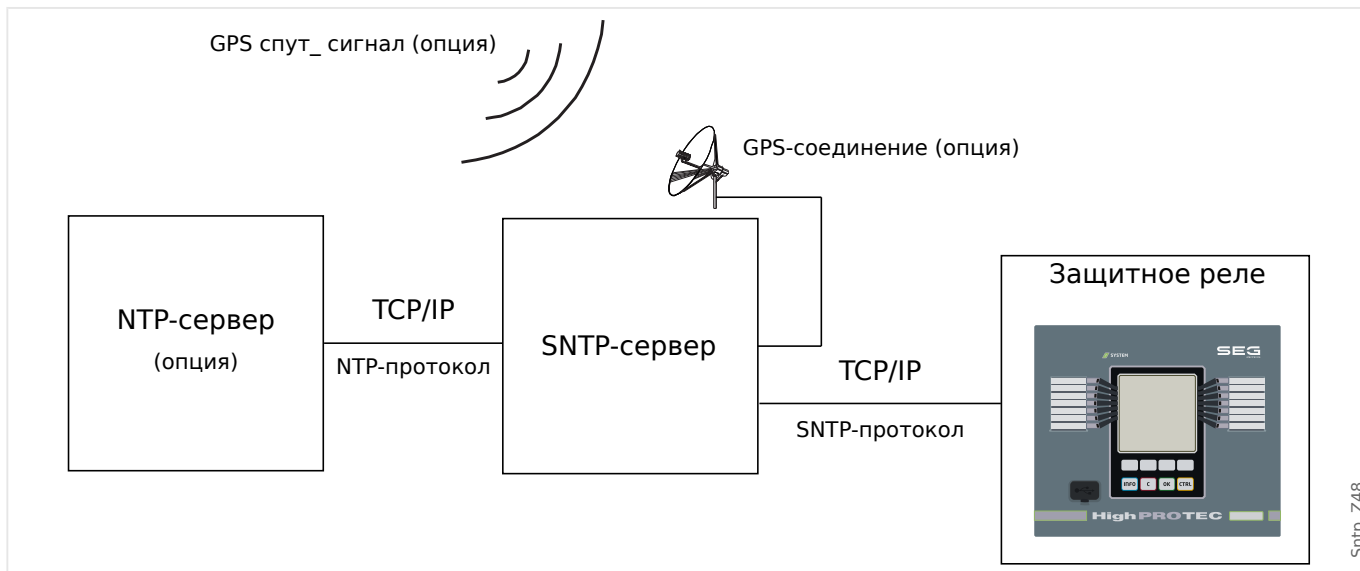 GPS спут_ сигнал (опция)
GPS-соединение (опция)
NTP-сервер
(опция)
TCP/IP
NTP-протокол
SNTP-сервер
TCP/IP
SNTP-протокол
Защитное реле
SYSTEM
SEG
INFO
C
OK
CTRL
HighPROTEC
Sntp_Z48